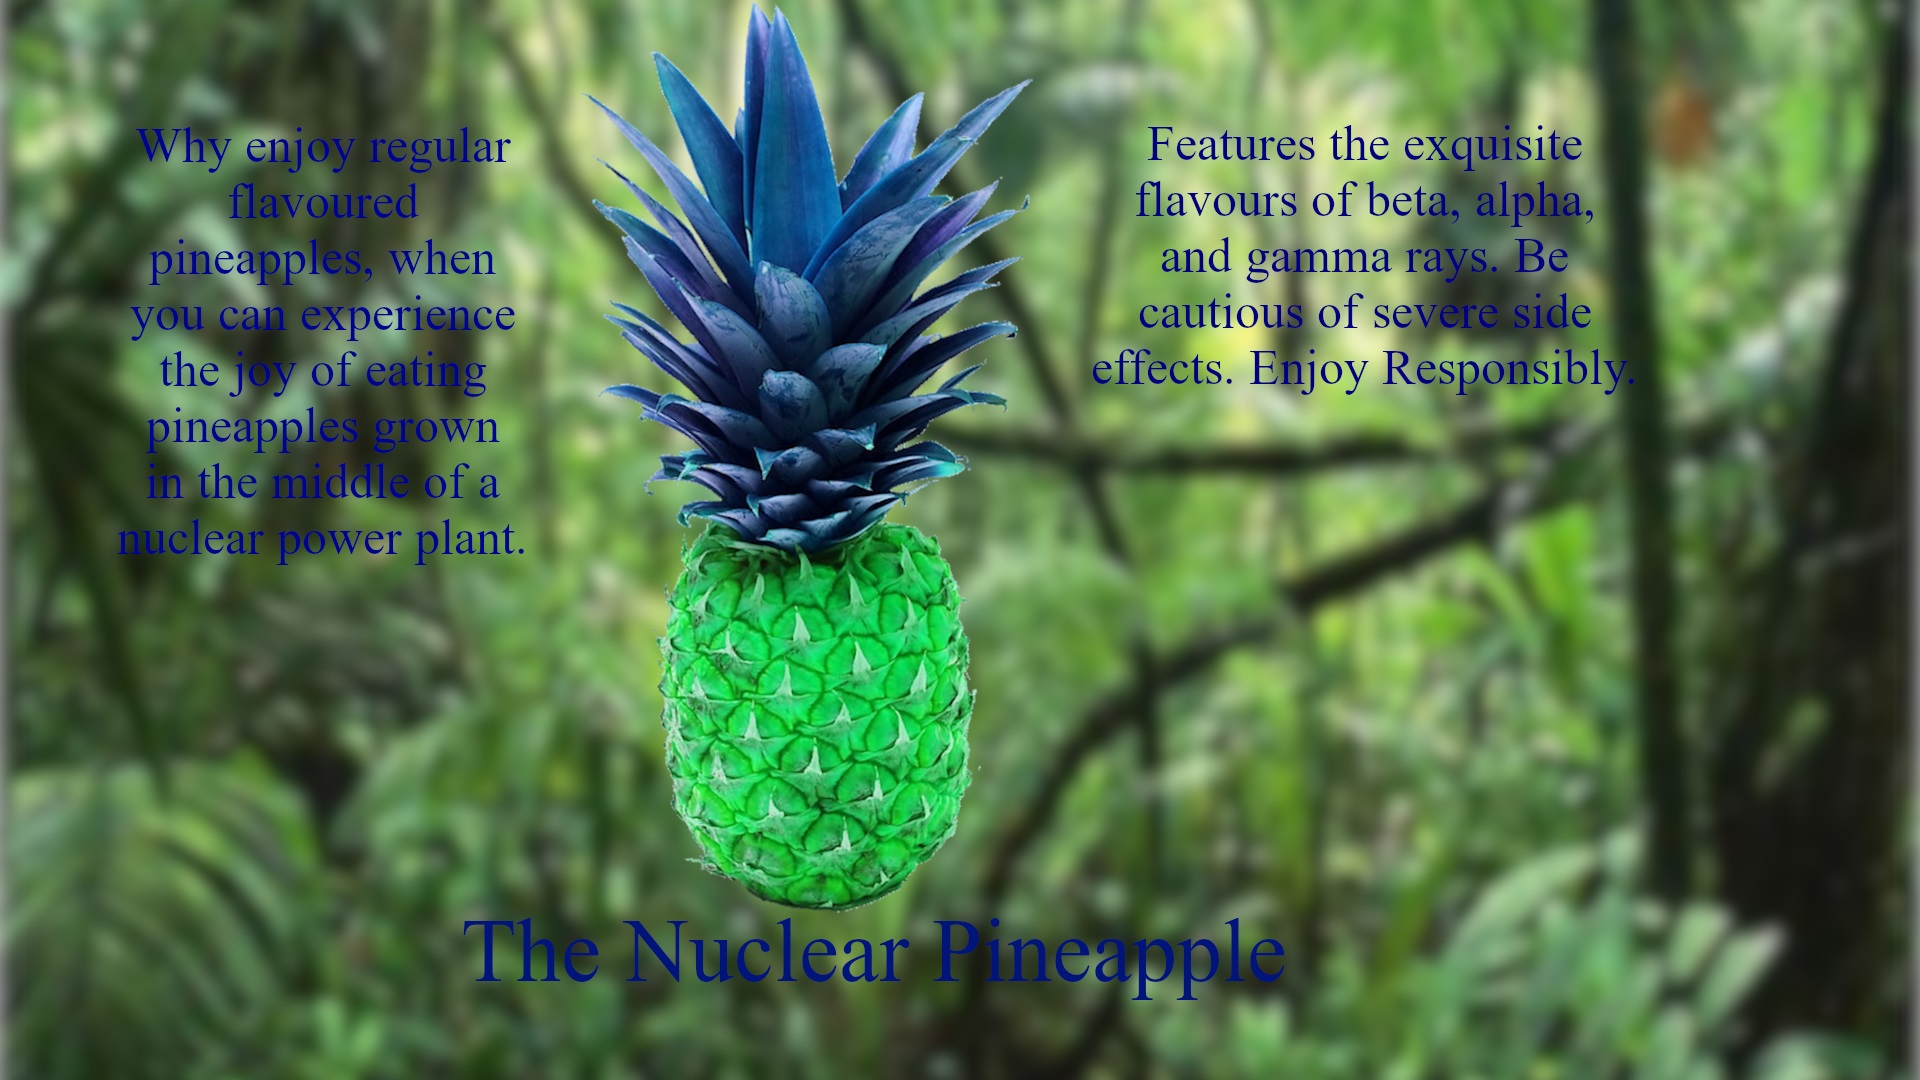 Why enjoy regular
flavoured
pineapples, when
you can experience
the joy of eating
pineapples grown
in the middle of a
nuclear power plant.
Features the exquisite
flavours of beta, alpha,
and gamma rays. Be
cautious of severe side
effects. Enjoy Responsibly.
The Nuclear Pineapple